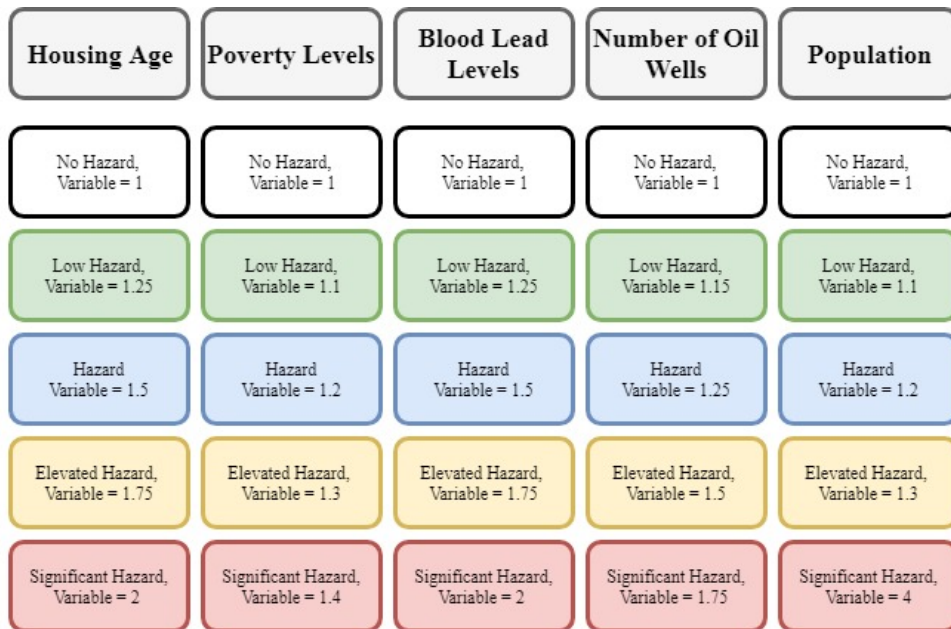 Housing Age
Poverty Levels
Blood Lead
Levels
Number of Oil
Wells
Population
No Hazard,
Variable = 1
No Hazard,
Variable = 1
No Hazard,
Variable = 1
No Hazard,
Variable = 1
No Hazard,
Variable = 1
Low Hazard,
Variable = 1.25
Low Hazard,
Variable = 1.1
Low Hazard,
Variable = 1.25
Low Hazard,
Variable = 1.15
Low Hazard,
Variable = 1.1
Hazard
Variable = 1.5
Hazard
Variable = 1.2
Hazard
Variable = 1.5
Hazard
Variable = 1.25
Hazard
Variable = 1.2
Elevated Hazard,
Variable = 1.75
Elevated Hazard,
Variable = 1.3
Elevated Hazard,
Variable = 1.75
Elevated Hazard,
Variable = 1.5
Elevated Hazard,
Variable = 1.3
Significant Hazard,
Variable = 2
Significant Hazard,
Variable = 1.4
Significant Hazard,
Variable = 2
Significant Hazard,
Variable = 1.75
Significant Hazard,
Variable = 4